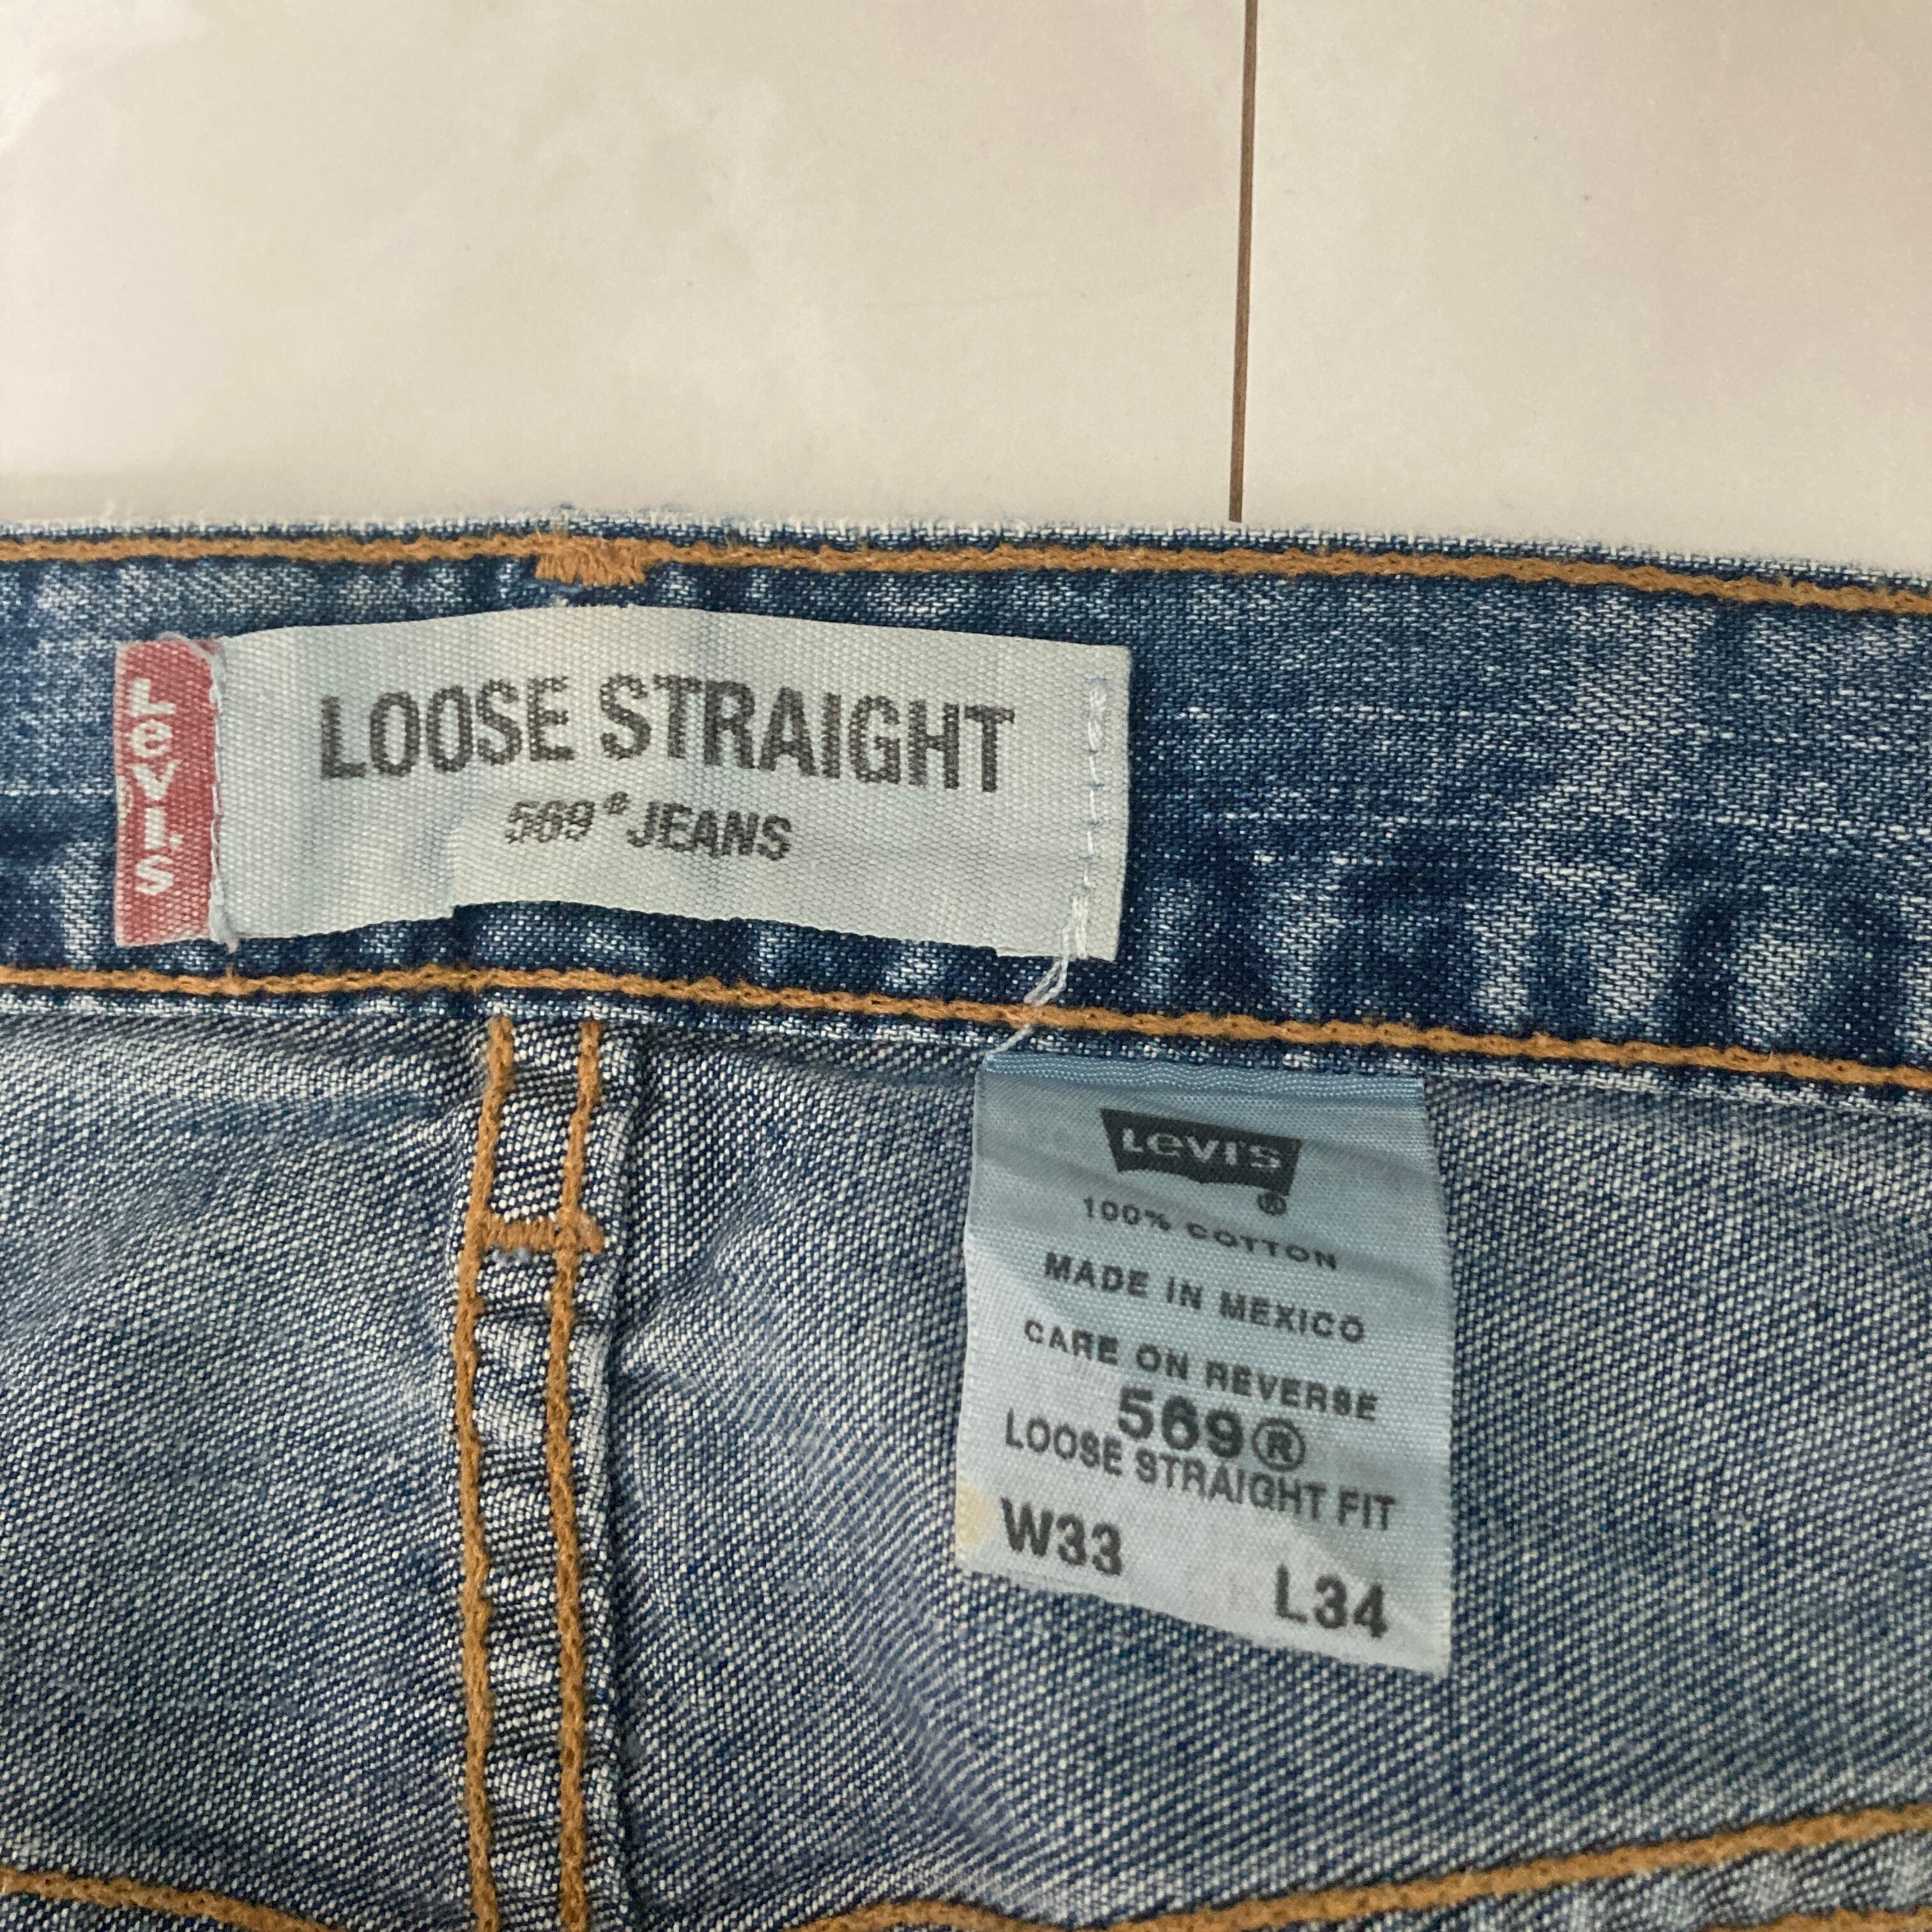 LEVI'S
LOOSE STRAIGHT
569® JEANS
LEVI'S
®
100% COTTON
MADE IN MEXICO
CARE ON REVERSE
569®
LOOSE STRAIGHT FIT
W33 L34